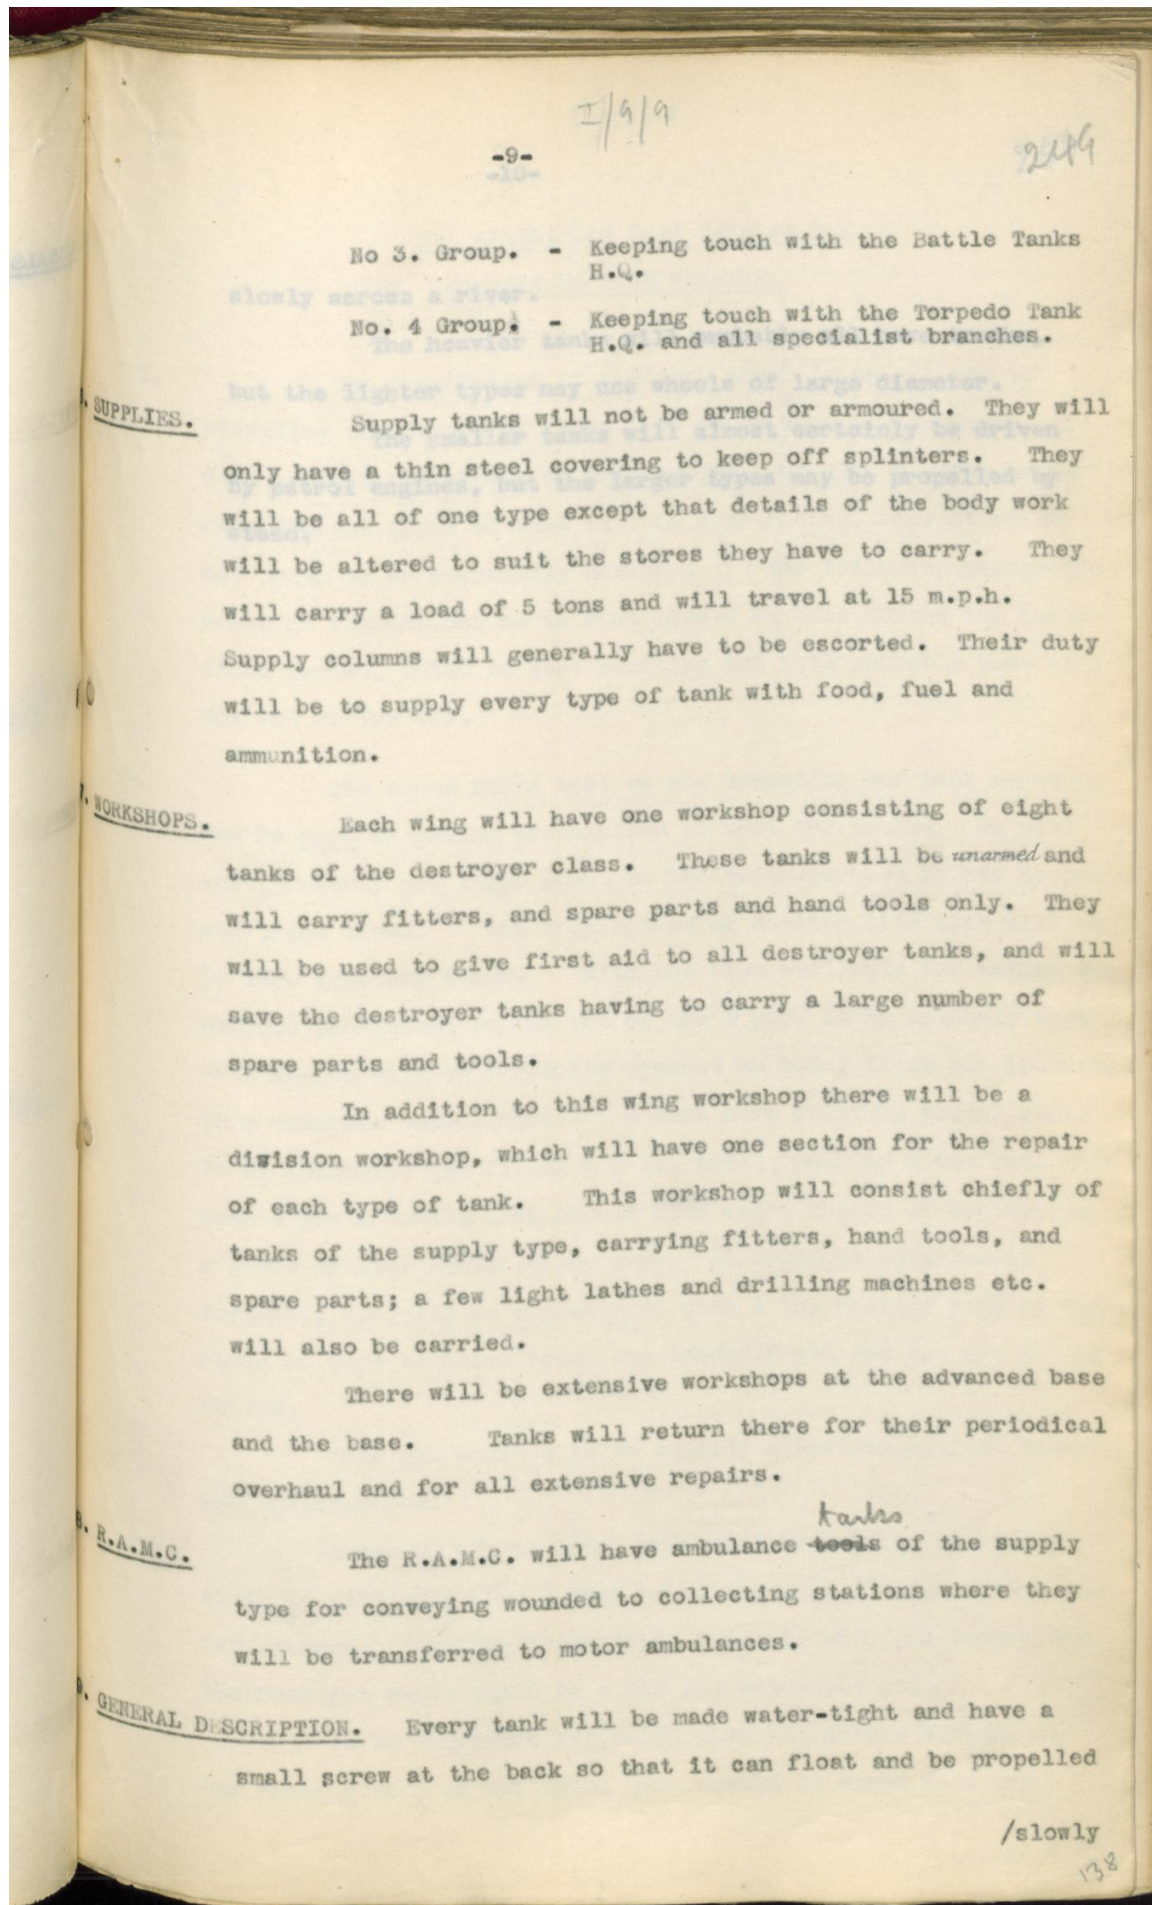 I/9/9
-9-
249
No 3. Group. - Keeping touch with the Battle Tanks
H.Q.
No. 4 Group. - Keeping touch with the Torpedo Tank
H.Q. and all specialist branches.
SUPPLIES. Supply tanks will not be armed or armoured. They will
only have a thin steel covering to keep off splinters. They
will be all of one type except that details of the body work
will be altered to suit the stores they have to carry. They
will carry a load of 5 tons and will travel at 15 m.p.h.
Supply columns will generally have to be escorted. Their duty
will be to supply every type of tank with food, fuel and
ammunition.
7. WORKSHOPS. Each wing will have one workshop consisting of eight
tanks of the destroyer class. These tanks will be unarmed and
will carry fitters, and spare parts and hand tools only. They
will be used to give first aid to all destroyer tanks, and will
save the destroyer tanks having to carry a large number of
spare parts and tools.
In addition to this wing workshop there will be a
division workshop, which will have one section for the repair
of each type of tank. This workshop will consist chiefly of
tanks of the supply type, carrying fitters, hand tools, and
spare parts; a few light lathes and drilling machines etc.
will also be carried.
There will be extensive workshops at the advanced base
and the base. Tanks will return there for their periodical
overhaul and for all extensive repairs.
tanks
8. R.A.M.C. The R.A.M.C. will have ambulance tools of the supply
type for conveying wounded to collecting stations where they
will be transferred to motor ambulances.
9. GENERAL DESCRIPTION. Every tank will be made water-tight and have a
small screw at the back so that it can float and be propelled
/slowly
138